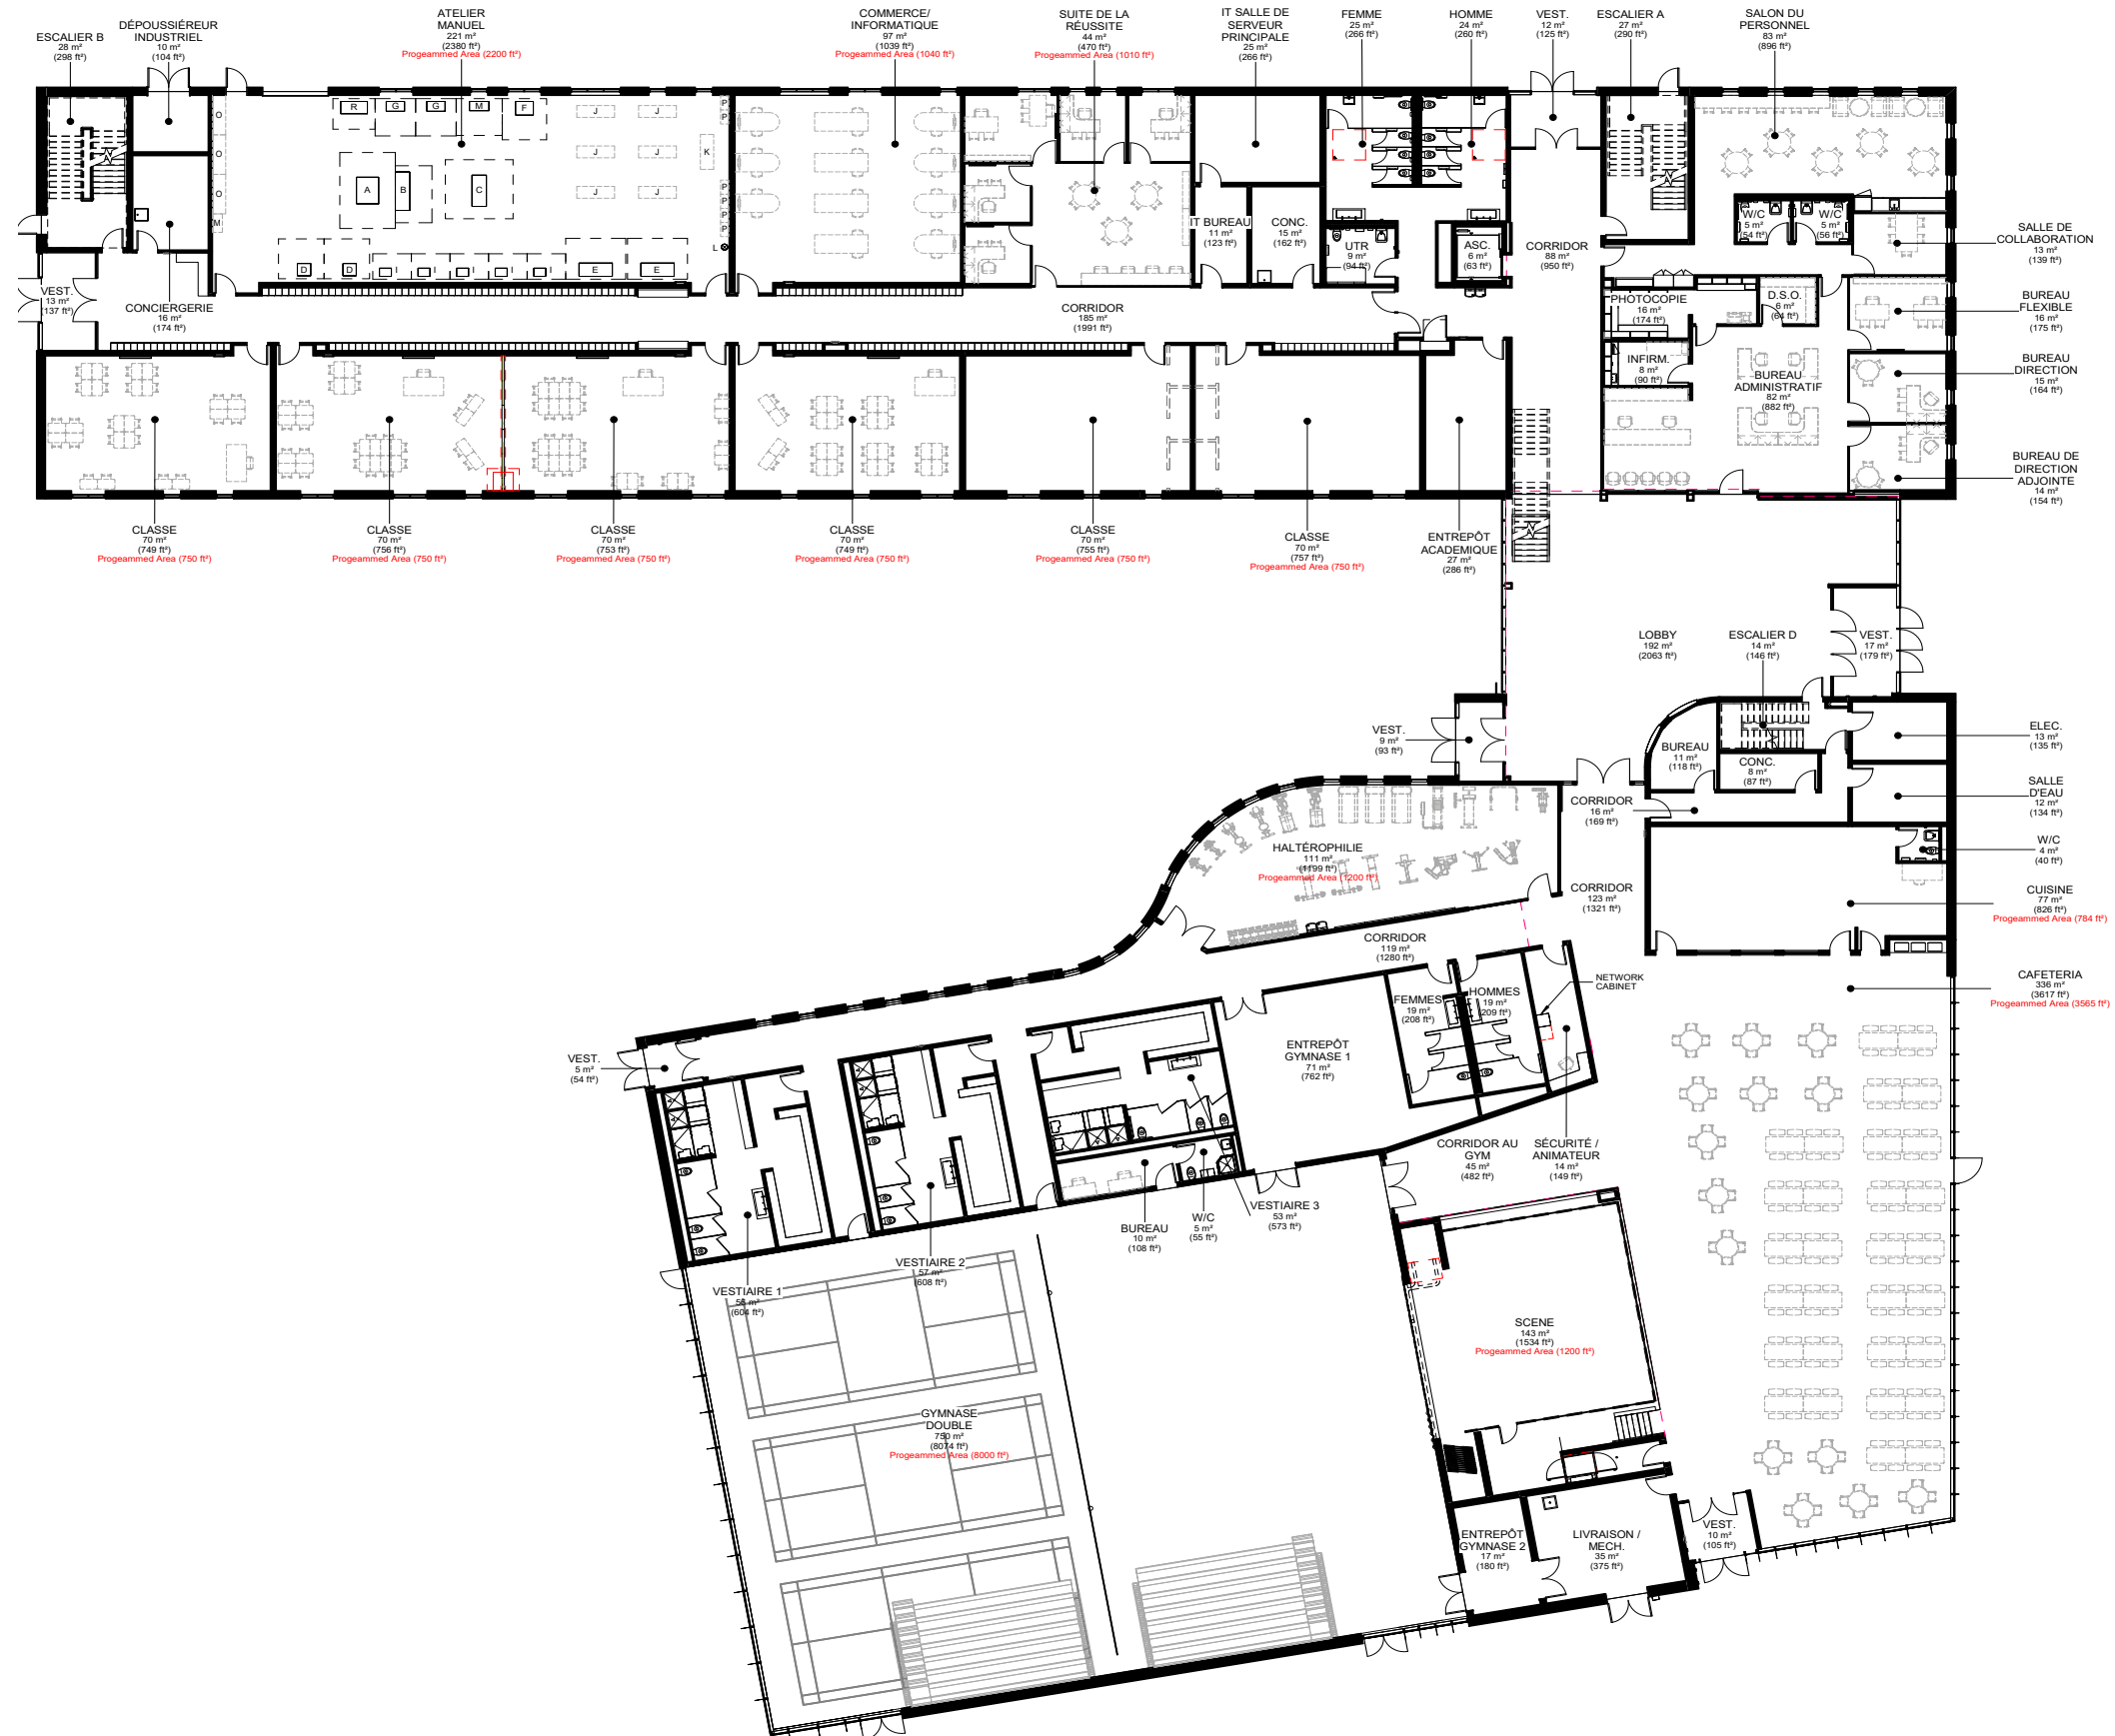 ESCALIER B
28 m²
(298 ft²)
DÉPOUSSIÉREUR
INDUSTRIEL
10 m²
(104 ft²)
ATELIER
MANUEL
221 m²
(2380 ft²)
Progeammed Area (2200 ft²)
COMMERCE/
INFORMATIQUE
97 m²
(1039 ft²)
Progeammed Area (1040 ft²)
SUITE DE LA
RÉUSSITE
44 m²
(470 ft²)
Progeammed Area (1010 ft²)
IT SALLE DE
SERVEUR
PRINCIPALE
25 m²
(266 ft²)
FEMME
25 m²
(266 ft²)
HOMME
24 m²
(260 ft²)
VEST.
12 m²
(125 ft²)
ESCALIER A
27 m²
(290 ft²)
SALON DU
PERSONNEL
83 m²
(896 ft²)
R
G
G
M
F
J
J
J
J
J
J
K
A
B
C
D
D
E
E
L
O
O
O
M
P
P
P
P
P
P
IT BUREAU
11 m²
(123 ft²)
CONC.
15 m²
(162 ft²)
UTR
9 m²
(94 ft²)
ASC.
6 m²
(63 ft²)
CORRIDOR
88 m²
(950 ft²)
W/C
5 m²
(54 ft²)
W/C
5 m²
(56 ft²)
SALLE DE
COLLABORATION
13 m²
(139 ft²)
VEST.
13 m²
(137 ft²)
CONCIERGERIE
16 m²
(174 ft²)
CORRIDOR
185 m²
(1991 ft²)
PHOTOCOPIE
16 m²
(174 ft²)
D.S.O.
6 m²
(64 ft²)
BUREAU
FLEXIBLE
16 m²
(175 ft²)
INFIRM.
8 m²
(90 ft²)
BUREAU
ADMINISTRATIF
82 m²
(882 ft²)
BUREAU
DIRECTION
15 m²
(164 ft²)
BUREAU DE
DIRECTION
ADJOINTE
14 m²
(154 ft²)
CLASSE
70 m²
(749 ft²)
Progeammed Area (750 ft²)
CLASSE
70 m²
(756 ft²)
Progeammed Area (750 ft²)
CLASSE
70 m²
(753 ft²)
Progeammed Area (750 ft²)
CLASSE
70 m²
(749 ft²)
Progeammed Area (750 ft²)
CLASSE
70 m²
(755 ft²)
Progeammed Area (750 ft²)
CLASSE
70 m²
(757 ft²)
Progeammed Area (750 ft²)
ENTREPÔT
ACADEMIQUE
27 m²
(286 ft²)
LOBBY
192 m²
(2063 ft²)
ESCALIER D
14 m²
(146 ft²)
VEST.
17 m²
(179 ft²)
VEST.
9 m²
(93 ft²)
BUREAU
11 m²
(118 ft²)
CONC.
8 m²
(87 ft²)
ELEC.
13 m²
(135 ft²)
CORRIDOR
16 m²
(169 ft²)
SALLE
D'EAU
12 m²
(134 ft²)
W/C
4 m²
(40 ft²)
HALTÉROPHILIE
111 m²
(1199 ft²)
Progeammed Area (1200 ft²)
CORRIDOR
123 m²
(1321 ft²)
CUISINE
77 m²
(826 ft²)
Progeammed Area (784 ft²)
CORRIDOR
119 m²
(1280 ft²)
NETWORK
CABINET
CAFETERIA
336 m²
(3617 ft²)
Progeammed Area (3565 ft²)
FEMMES
19 m²
(208 ft²)
HOMMES
19 m²
(209 ft²)
ENTREPÔT
GYMNASE 1
71 m²
(762 ft²)
VEST.
5 m²
(54 ft²)
CORRIDOR AU
GYM
45 m²
(482 ft²)
SÉCURITÉ /
ANIMATEUR
14 m²
(149 ft²)
VESTIAIRE 3
53 m²
(573 ft²)
W/C
5 m²
(55 ft²)
BUREAU
10 m²
(108 ft²)
VESTIAIRE 2
57 m²
(608 ft²)
VESTIAIRE 1
(604 ft²)
SCENE
143 m²
(1534 ft²)
Progeammed Area (1200 ft²)
GYMNASE
DOUBLE
750 m²
(8074 ft²)
Progeammed Area (8000 ft²)
ENTREPÔT
GYMNASE 2
17 m²
(180 ft²)
LIVRAISON /
MECH.
35 m²
(375 ft²)
VEST.
10 m²
(105 ft²)